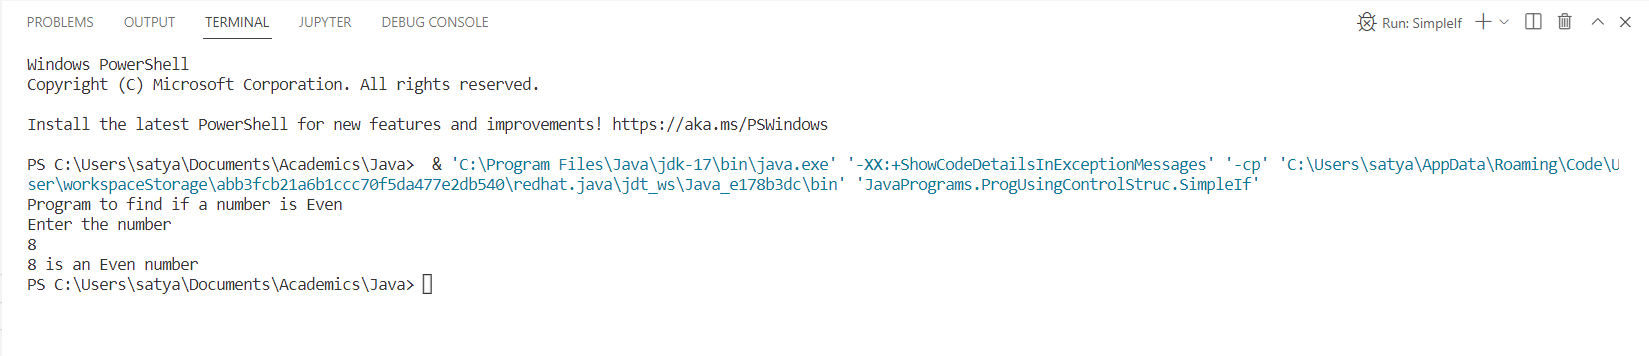 PROBLEMS OUTPUT TERMINAL JUPYTER DEBUG CONSOLE Run: SimpleIf
Windows PowerShell
Copyright (C) Microsoft Corporation. All rights reserved.
Install the latest PowerShell for new features and improvements! https://aka.ms/PSWindows
PS C:\Users\satya\Documents\Academics\Java>  & 'C:\Program Files\Java\jdk-17\bin\java.exe' '-XX:+ShowCodeDetailsInExceptionMessages' '-cp' 'C:\Users\satya\AppData\Roaming\Code\U
ser\workspaceStorage\abb3fcb21a6b1ccc70f5da477e2db540\redhat.java\jdt_ws\Java_e178b3dc\bin' 'JavaPrograms.ProgUsingControlStruc.SimpleIf'
Program to find if a number is Even
Enter the number
8
8 is an Even number
PS C:\Users\satya\Documents\Academics\Java>